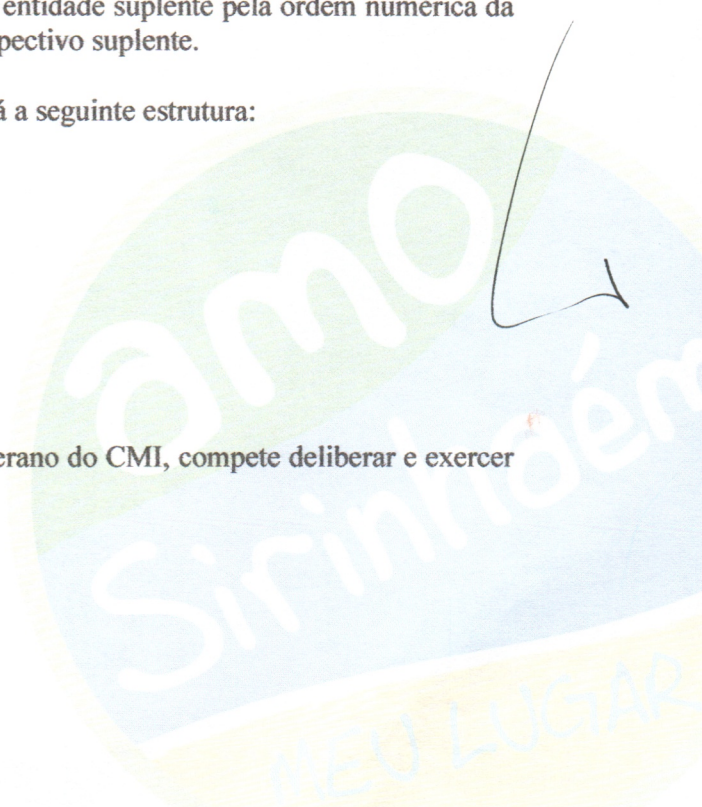 entidade suplente pela ordem numérica da
pectivo suplente.
á a seguinte estrutura:
amo
Sirinhaém
erano do CMI, compete deliberar e exercer
MEU LUGAR